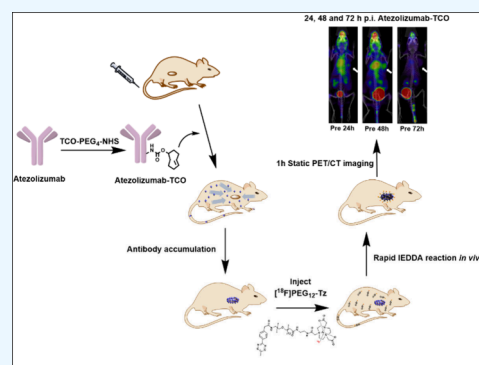 24, 48 and 72 h p.i. Atezolizumab-TCO
Pre 24h Pre 48h Pre 72h
TCO-PEG4-NHS
Atezolizumab
Atezolizumab-TCO
1h Static PET/CT imaging
Antibody accumulation
Rapid IEDDA reaction in vivo
Inject
[18F]PEG12-Tz